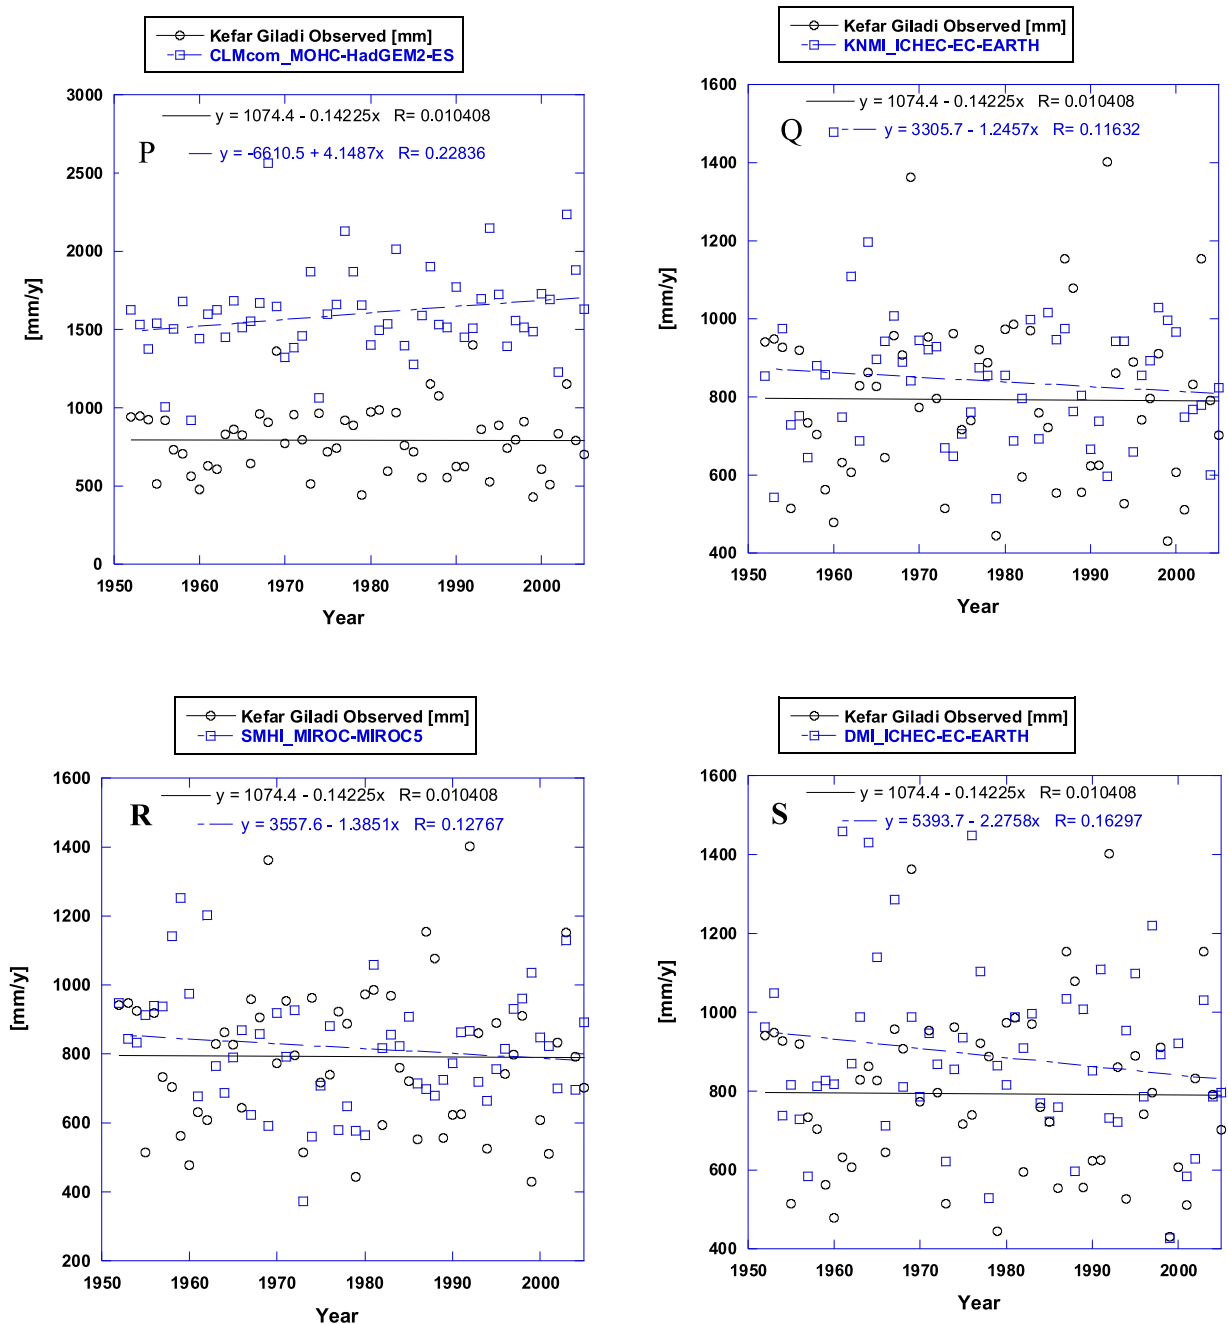 Kefar Giladi Observed [mm]
CLMcom_MOHC-HadGEM2-ES
y = 1074.4 - 0.14225x R= 0.010408
y = -6610.5 + 4.1487x R= 0.22836
P
3000
2500
2000
1500
1000
500
0
[mm/y]
1950 1960 1970 1980 1990 2000
Year
Kefar Giladi Observed [mm]
KNMI_ICHEC-EC-EARTH
y = 1074.4 - 0.14225x R= 0.010408
y = 3305.7 - 1.2457x R= 0.11632
Q
1600
1400
1200
1000
800
600
400
[mm/y]
1950 1960 1970 1980 1990 2000
Year
Kefar Giladi Observed [mm]
SMHI_MIROC-MIROC5
y = 1074.4 - 0.14225x R= 0.010408
y = 3557.6 - 1.3851x R= 0.12767
R
1600
1400
1200
1000
800
600
400
200
[mm/y]
1950 1960 1970 1980 1990 2000
Year
Kefar Giladi Observed [mm]
DMI_ICHEC-EC-EARTH
y = 1074.4 - 0.14225x R= 0.010408
y = 5393.7 - 2.2758x R= 0.16297
S
1600
1400
1200
1000
800
600
400
[mm/y]
1950 1960 1970 1980 1990 2000
Year